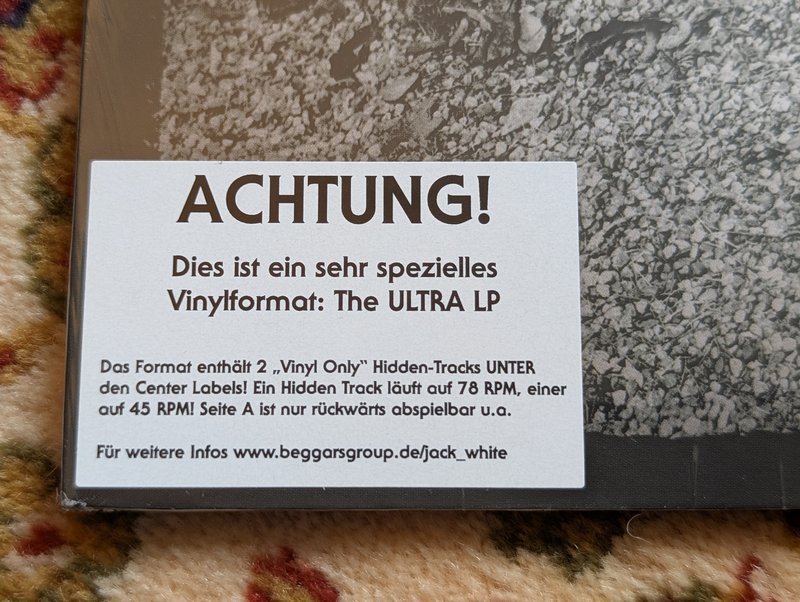 ACHTUNG!
Dies ist ein sehr spezielles
Vinylformat: The ULTRA LP
Das Format enthält 2 „Vinyl Only“ Hidden-Tracks UNTER
den Center Labels! Ein Hidden Track läuft auf 78 RPM, einer
auf 45 RPM! Seite A ist nur rückwärts abspielbar u.a.
Für weitere Infos www.beggarsgroup.de/jack_white